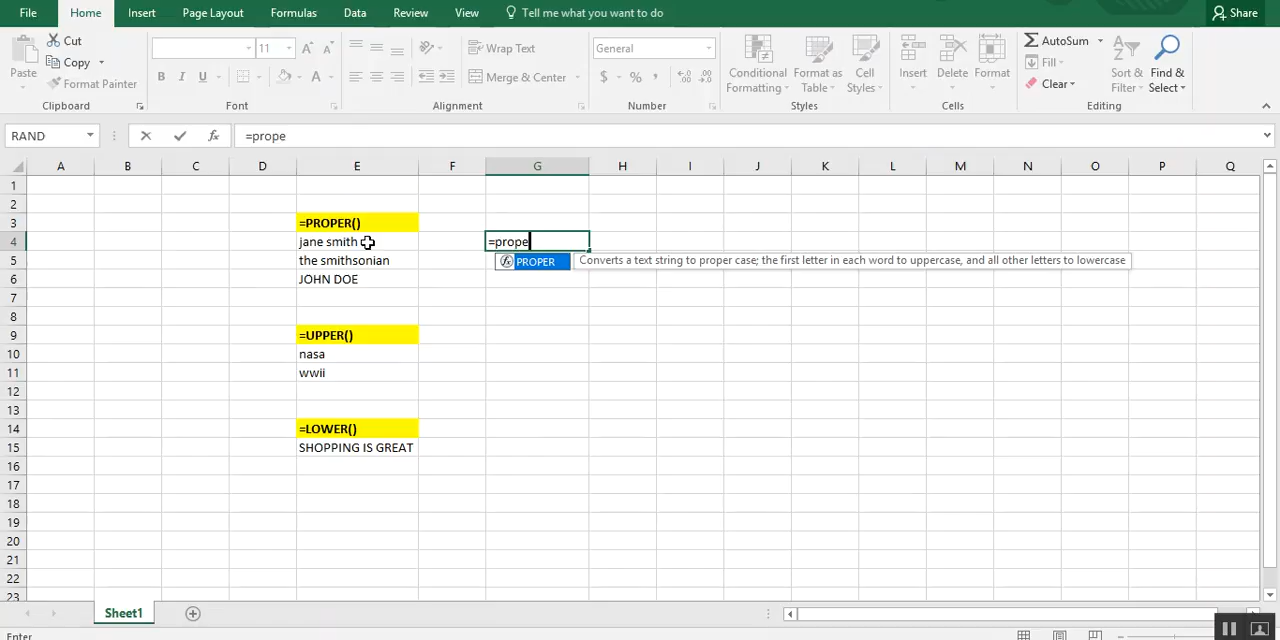 File Home Insert Page Layout Formulas Data Review View Tell me what you want to do Share
Cut
Copy
Format Painter
Paste
Clipboard
11
B I U A A A
Font
Wrap Text
Merge & Center
Alignment
General
$ % ,
Number
Conditional Formatting
Format as Table
Cell Styles
Styles
Insert Delete Format
Cells
AutoSum
Fill
Clear
Sort & Filter
Find & Select
Editing
RAND fx =prope
A B C D E F G H I J K L M N O P Q
1
2
3 =PROPER()
4 jane smith =prope
5 the smithsonian fx PROPER Converts a text string to proper case; the first letter in each word to uppercase, and all other letters to lowercase
6 JOHN DOE
7
8
9 =UPPER()
10 nasa
11 wwii
12
13
14 =LOWER()
15 SHOPPING IS GREAT
16
17
18
19
20
21
22
23
Sheet1
Enter